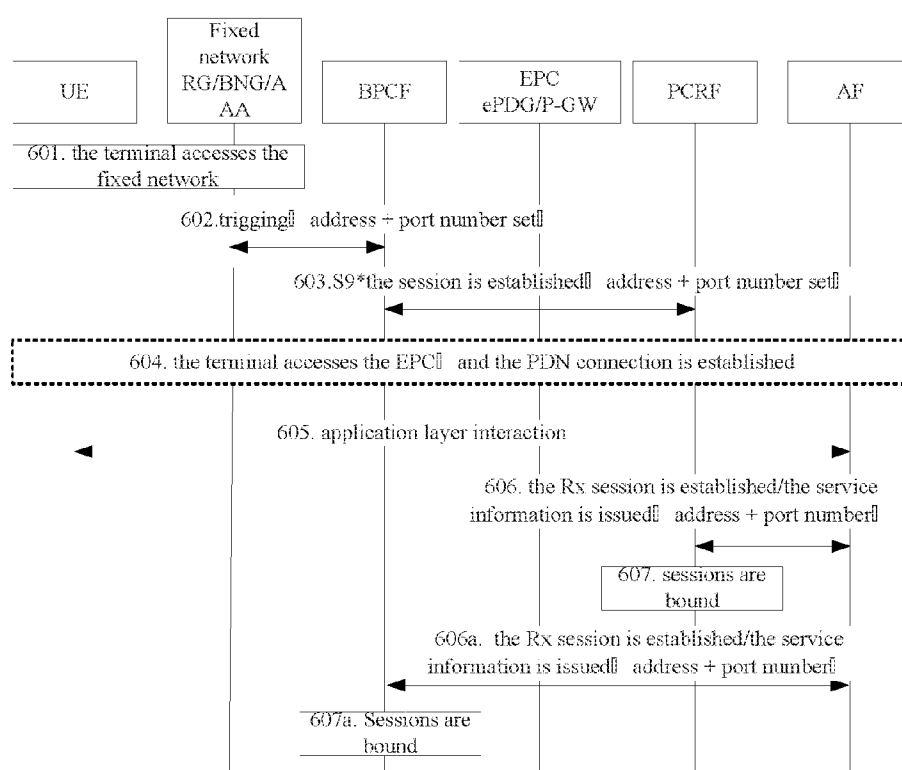 Fixed
network
RG/BNG/A
AA
UE
BPCF
EPC
ePDG/P-GW
PCRF
AF
601. the terminal accesses the
fixed network
602.trigging▯ address + port number set▯
603.S9*the session is established▯ address + port number set▯
604. the terminal accesses the EPC▯ and the PDN connection is established
605. application layer interaction
606. the Rx session is established/the service
information is issued▯ address + port number▯
607. sessions are
bound
606a. the Rx session is established/the service
information is issued▯ address + port number▯
607a. Sessions are
bound